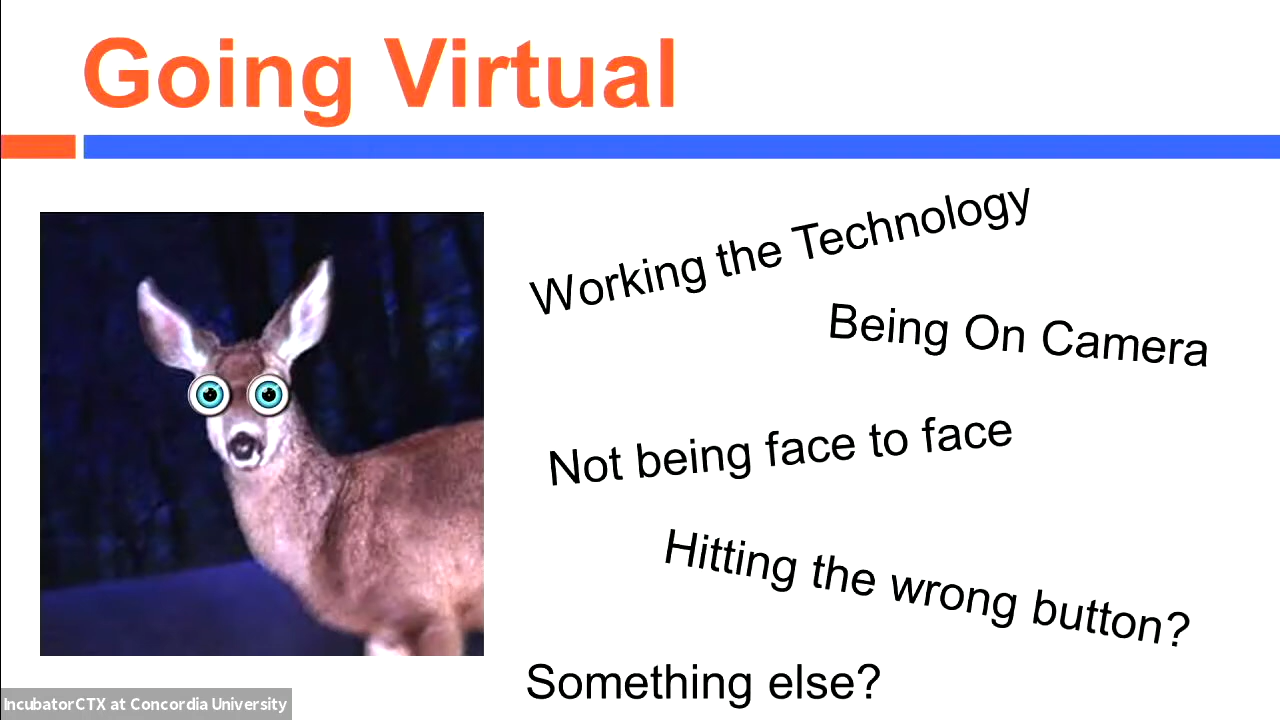 Going Virtual
Working the Technology
Being On Camera
Not being face to face
Hitting the wrong button?
Something else?
IncubatorCTX at Concordia University